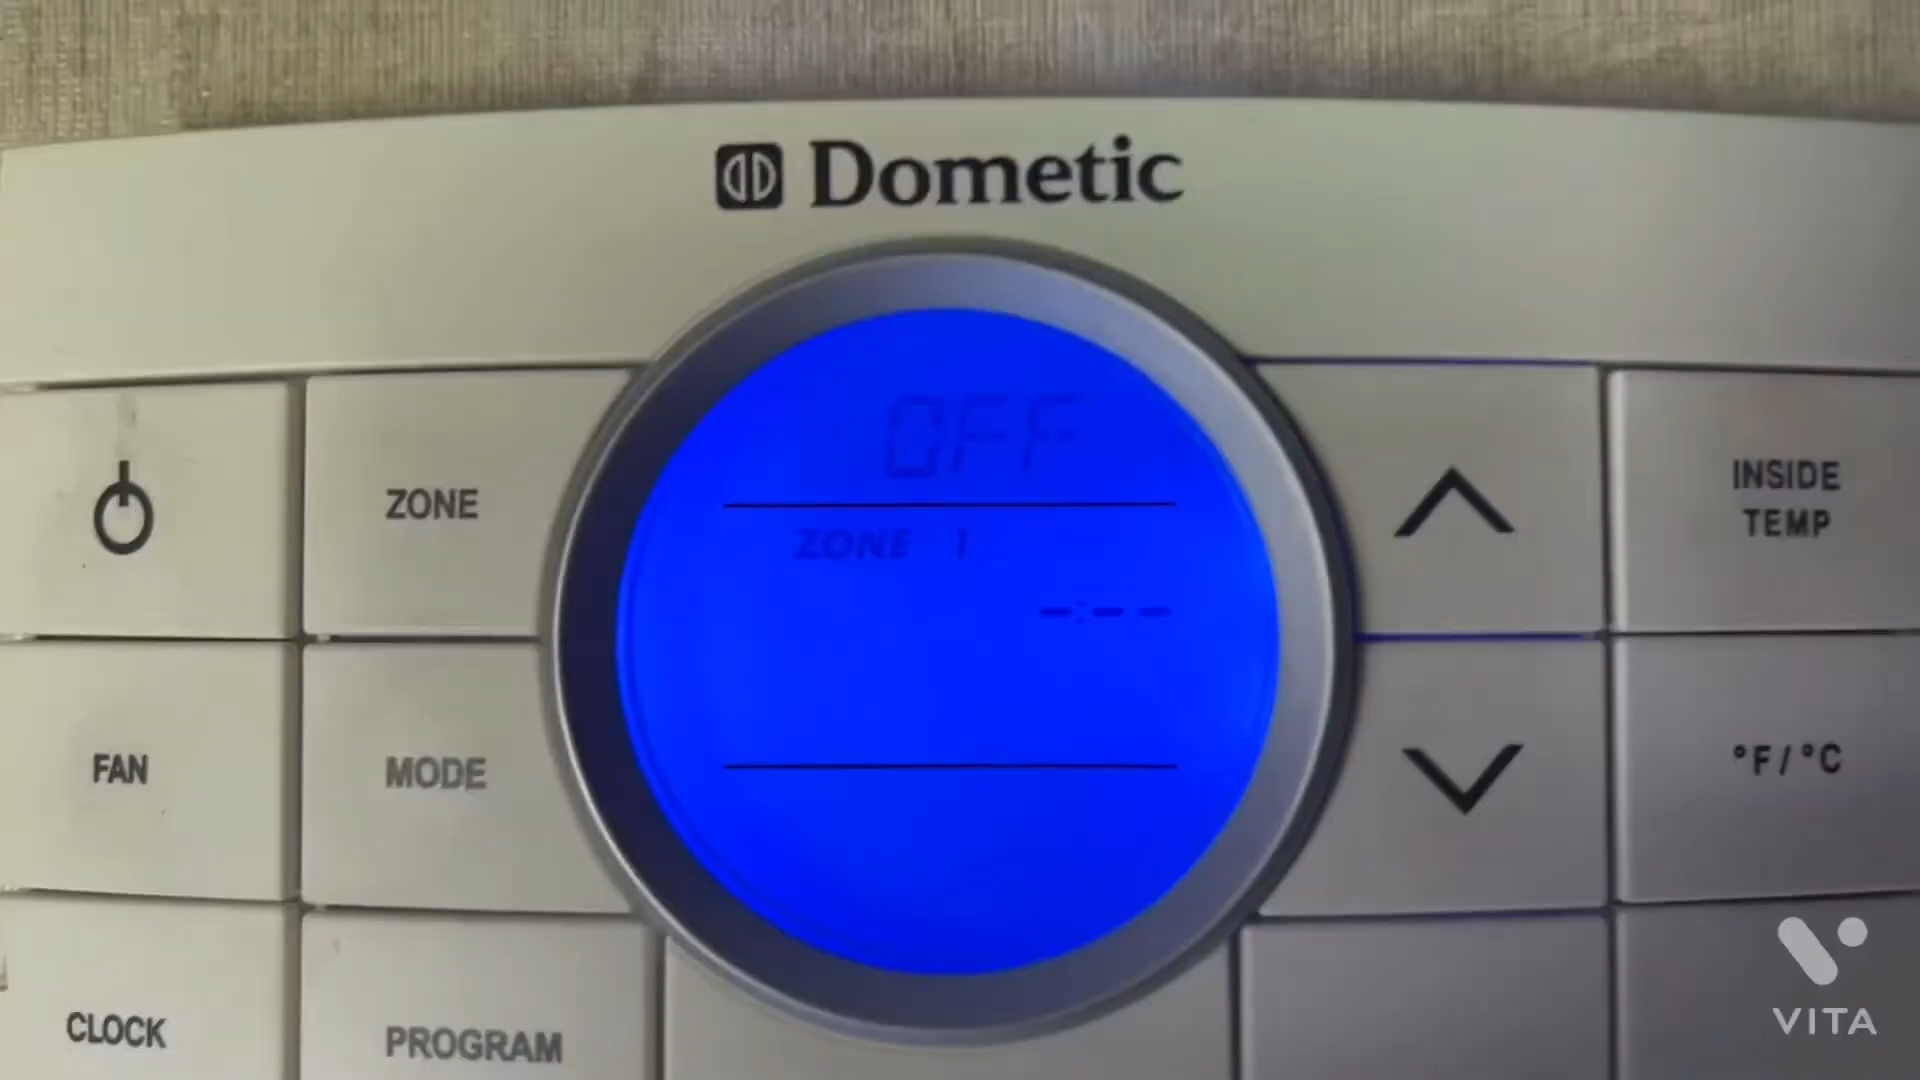 Dometic
OFF
ZONE 1
-:--
ZONE
INSIDE
TEMP
FAN
MODE
°F/°C
CLOCK
PROGRAM
VITA